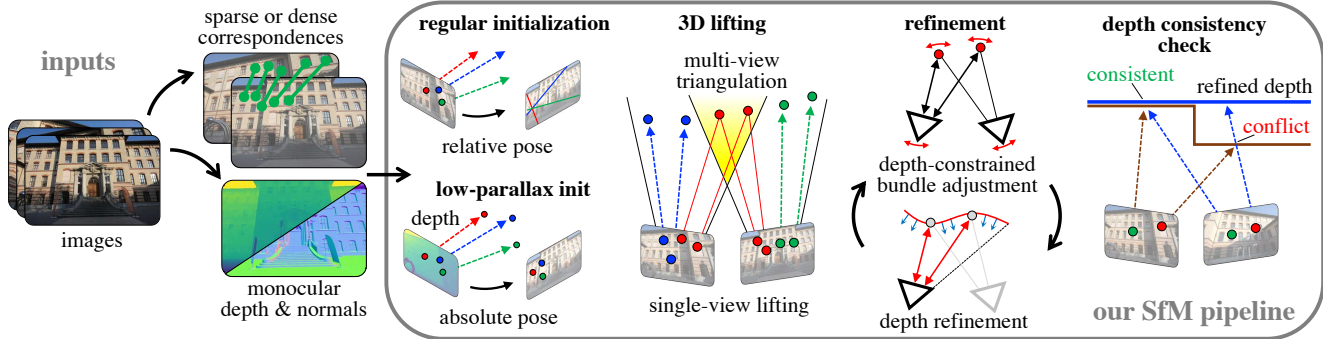 inputs
sparse or dense
correspondences
images
monocular
depth & normals
regular initialization
relative pose
low-parallax init
depth
absolute pose
3D lifting
multi-view
triangulation
single-view lifting
refinement
depth-constrained
bundle adjustment
depth refinement
depth consistency
check
consistent
refined depth
conflict
our SfM pipeline